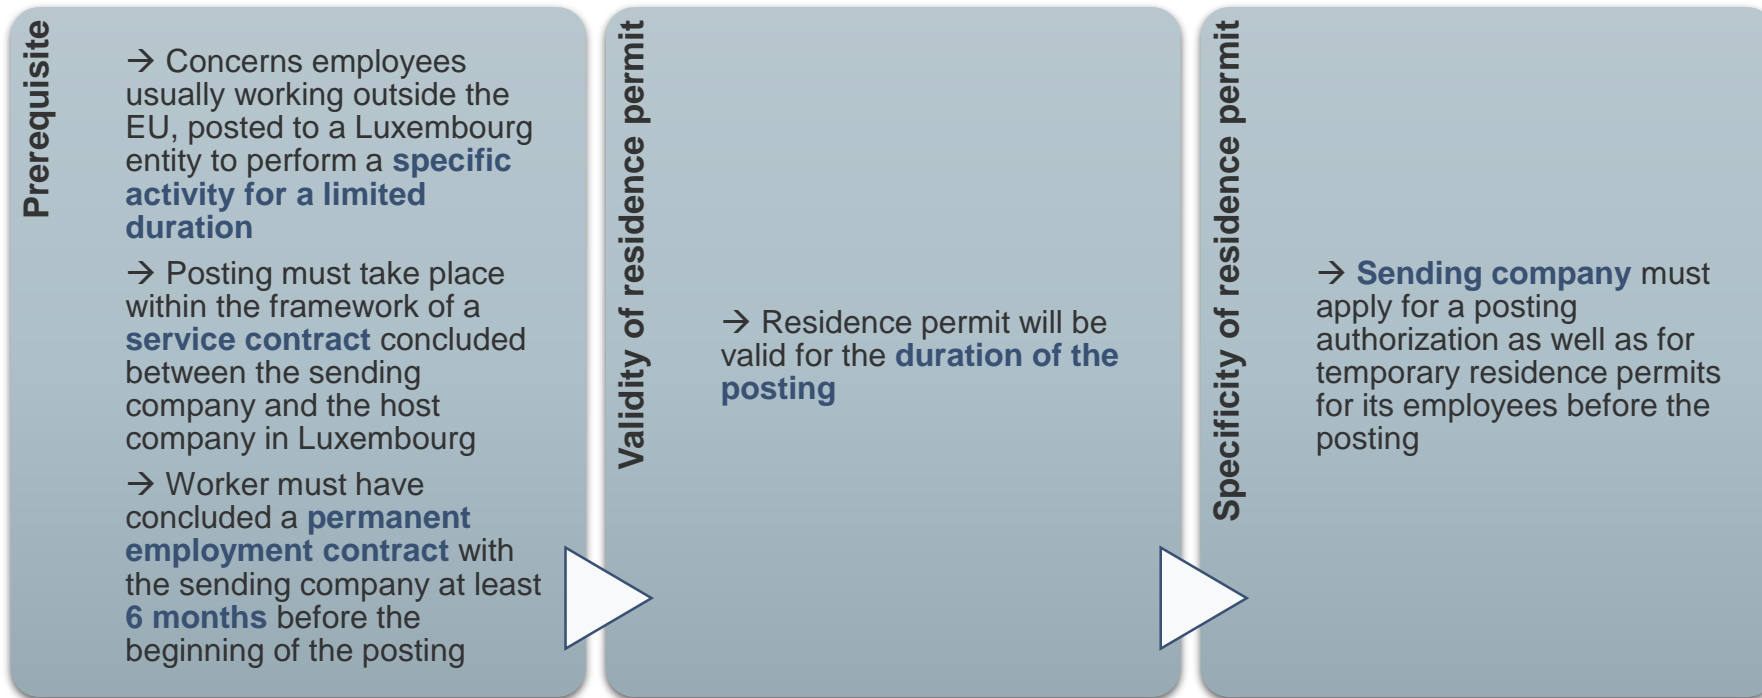 Prerequisite
→ Concerns employees
usually working outside the
EU, posted to a Luxembourg
entity to perform a specific
activity for a limited
duration
→ Posting must take place
within the framework of a
service contract concluded
between the sending
company and the host
company in Luxembourg
→ Worker must have
concluded a permanent
employment contract with
the sending company at least
6 months before the
beginning of the posting
Validity of residence permit
→ Residence permit will be
valid for the duration of the
posting
Specificity of residence permit
→ Sending company must
apply for a posting
authorization as well as for
temporary residence permits
for its employees before the
posting